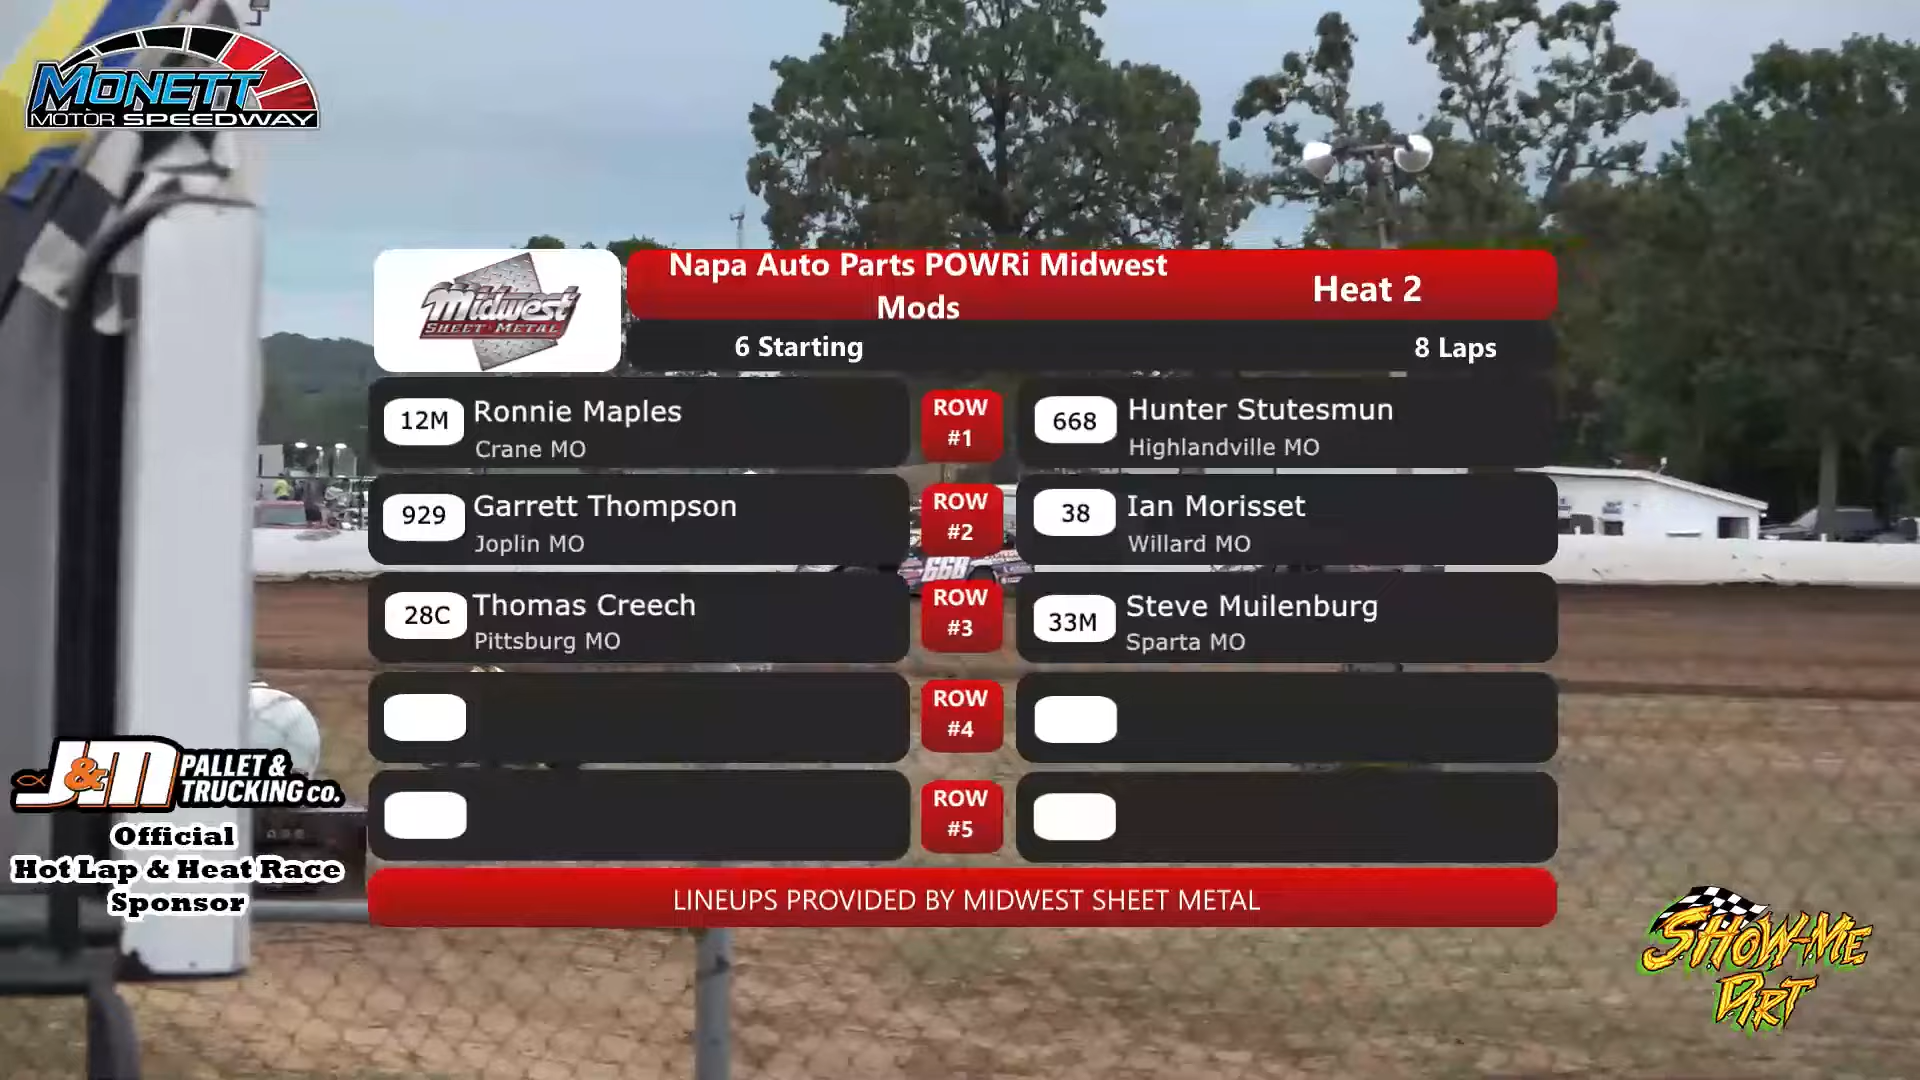 MONETT
MOTOR SPEEDWAY
Midwest
SHEET METAL
Napa Auto Parts POWRi Midwest
Mods
Heat 2
6 Starting
8 Laps
12M
Ronnie Maples
Crane MO
ROW
#1
668
Hunter Stutesmun
Highlandville MO
929
Garrett Thompson
Joplin MO
ROW
#2
38
Ian Morisset
Willard MO
668
28C
Thomas Creech
Pittsburg MO
ROW
#3
33M
Steve Muilenburg
Sparta MO
ROW
#4
ROW
#5
LINEUPS PROVIDED BY MIDWEST SHEET METAL
J&M PALLET &
TRUCKING CO.
Official
Hot Lap & Heat Race
Sponsor
SHOW-ME
DIRT